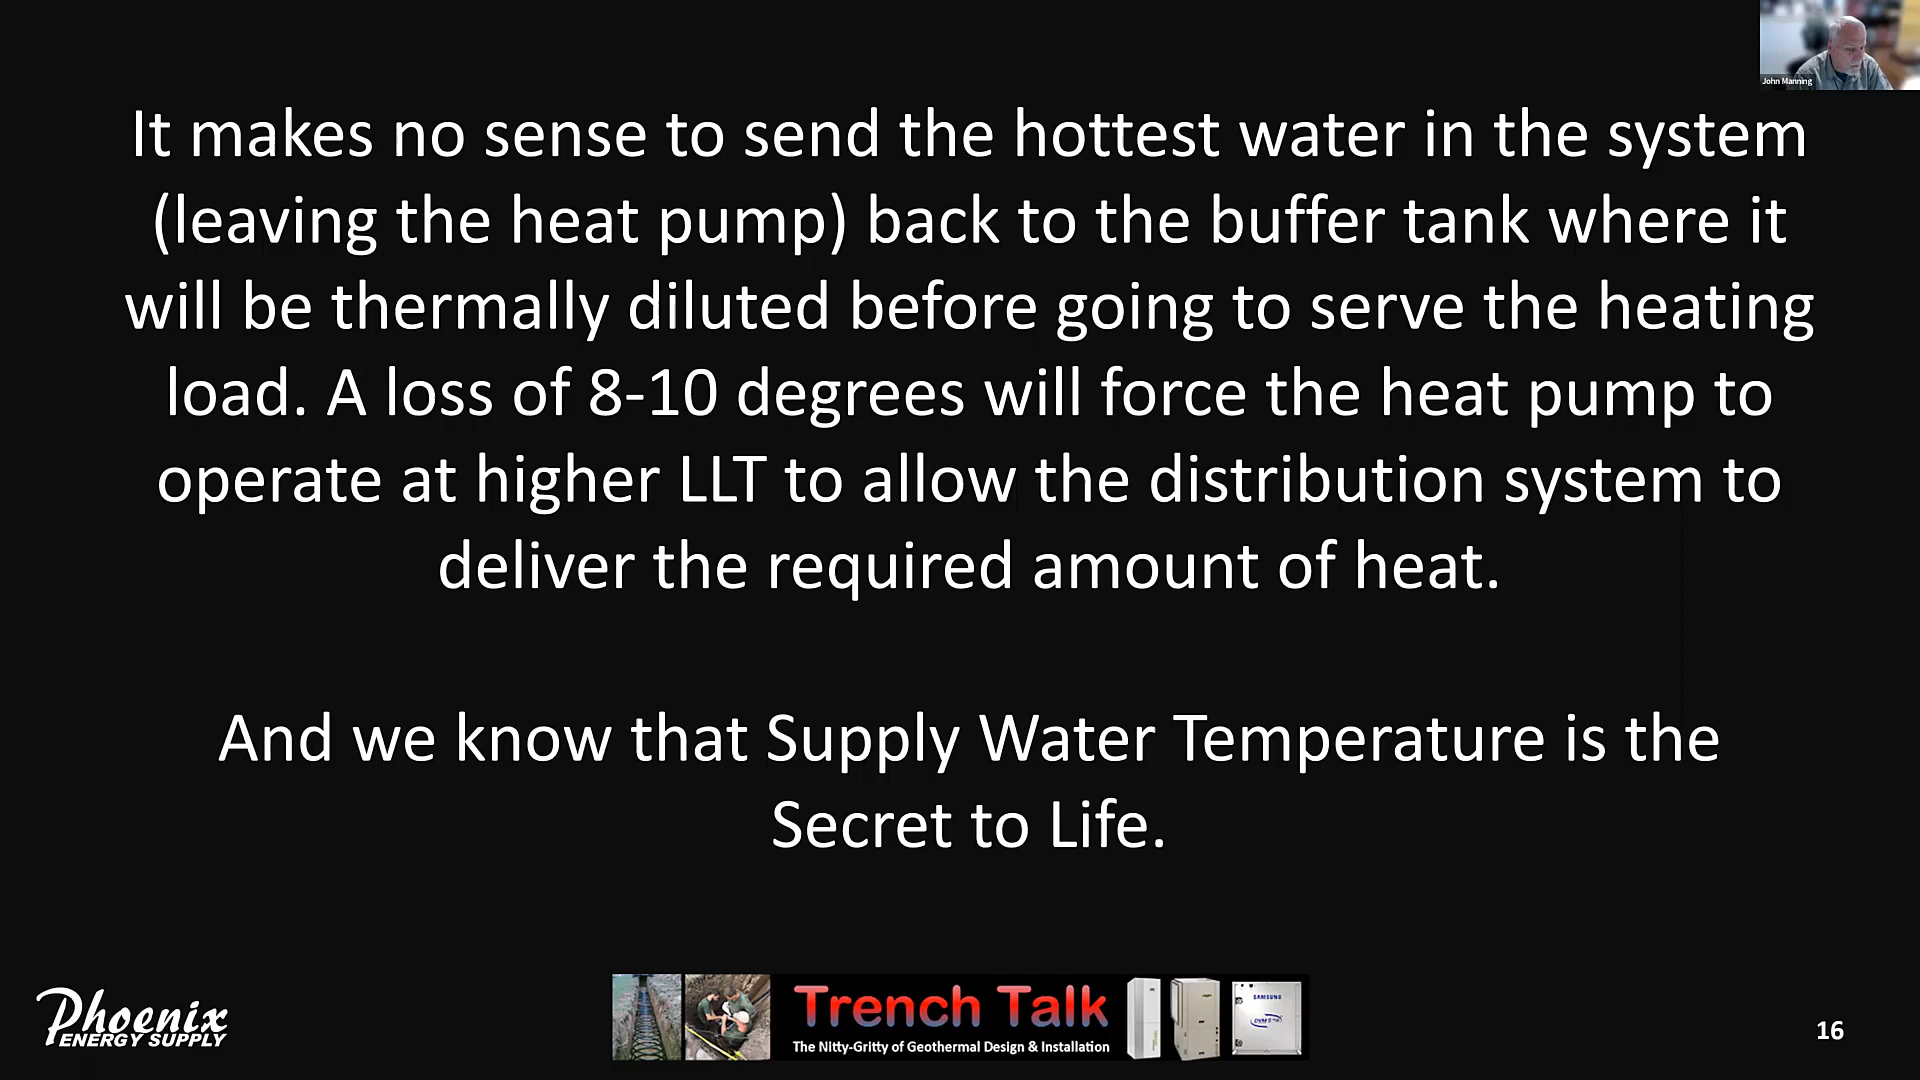 John Manning
It makes no sense to send the hottest water in the system
(leaving the heat pump) back to the buffer tank where it
will be thermally diluted before going to serve the heating
load. A loss of 8-10 degrees will force the heat pump to
operate at higher LLT to allow the distribution system to
deliver the required amount of heat.
And we know that Supply Water Temperature is the
Secret to Life.
Phoenix
ENERGY SUPPLY
Trench Talk
The Nitty-Gritty of Geothermal Design & Installation
SAMSUNG
16